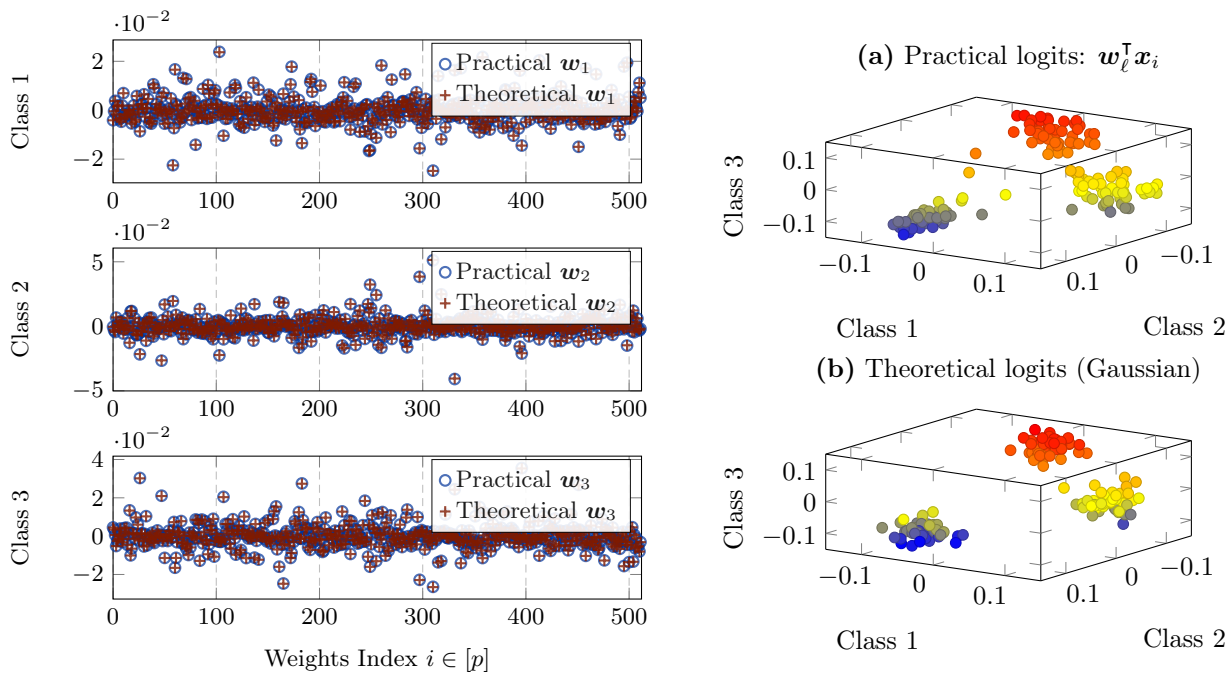 ·10⁻²
2
0
−2
Class 1
Practical w₁
Theoretical w₁
0 100 200 300 400 500
·10⁻²
5
0
−5
Class 2
Practical w₂
Theoretical w₂
0 100 200 300 400 500
·10⁻²
4
2
0
−2
Class 3
Practical w₃
Theoretical w₃
0 100 200 300 400 500
Weights Index i ∈ [p]
(a) Practical logits: w_ℓ^⊺ x_i
0.1
0
−0.1
Class 3
−0.1 0 0.1
0.1 0 −0.1
Class 1 Class 2
(b) Theoretical logits (Gaussian)
0.1
0
−0.1
Class 3
−0.1 0 0.1
0.1 0 −0.1
Class 1 Class 2